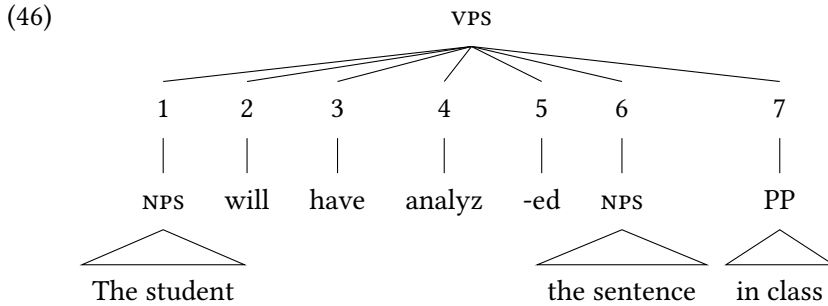 (46) VPS
1 2 3 4 5 6 7
NPS will have analyz -ed NPS PP
The student the sentence in class